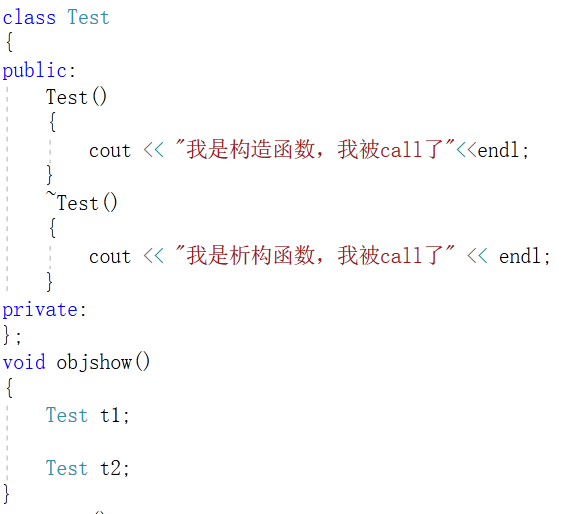 class Test
{
public:
    Test()
    {
        cout << "我是构造函数，我被call了"<<endl;
    }
    ~Test()
    {
        cout << "我是析构函数，我被call了" << endl;
    }
private:
};
void objshow()
{
    Test t1;

    Test t2;
}